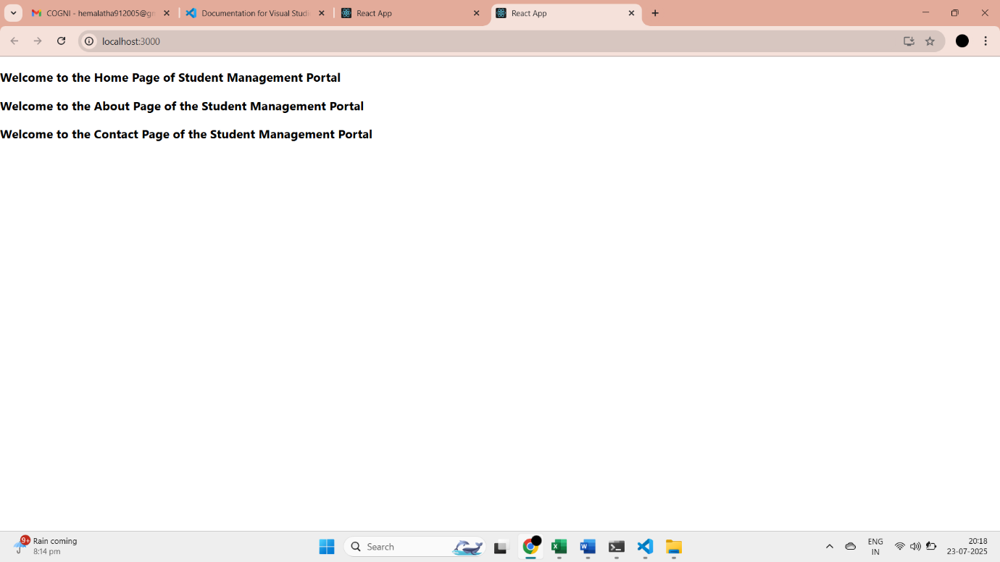 COGNI - hemalatha912005@gm
Documentation for Visual Studi
React App
React App
localhost:3000
Welcome to the Home Page of Student Management Portal
Welcome to the About Page of the Student Management Portal
Welcome to the Contact Page of the Student Management Portal
9+
Rain coming
8:14 pm
Search
ENG
IN
20:18
23-07-2025